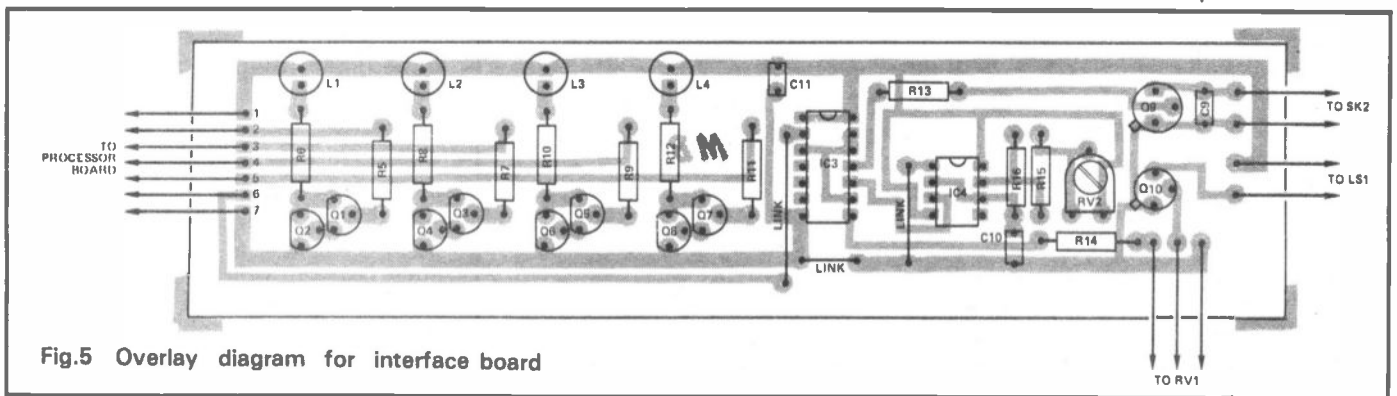 L1
L2
L3
L4
C11
R13
Q9
C9
TO SK2
1
2
3
4
5
6
7
TO
PROCESSOR
BOARD
R6
R5
R8
R7
R10
R9
R12
M
R11
IC3
IC4
R16
R15
RV2
Q10
TO LS1
Q2
Q1
Q4
Q3
Q6
Q5
Q8
Q7
LINK
LINK
C10
R14
LINK
Fig.5 Overlay diagram for interface board
TO RV1